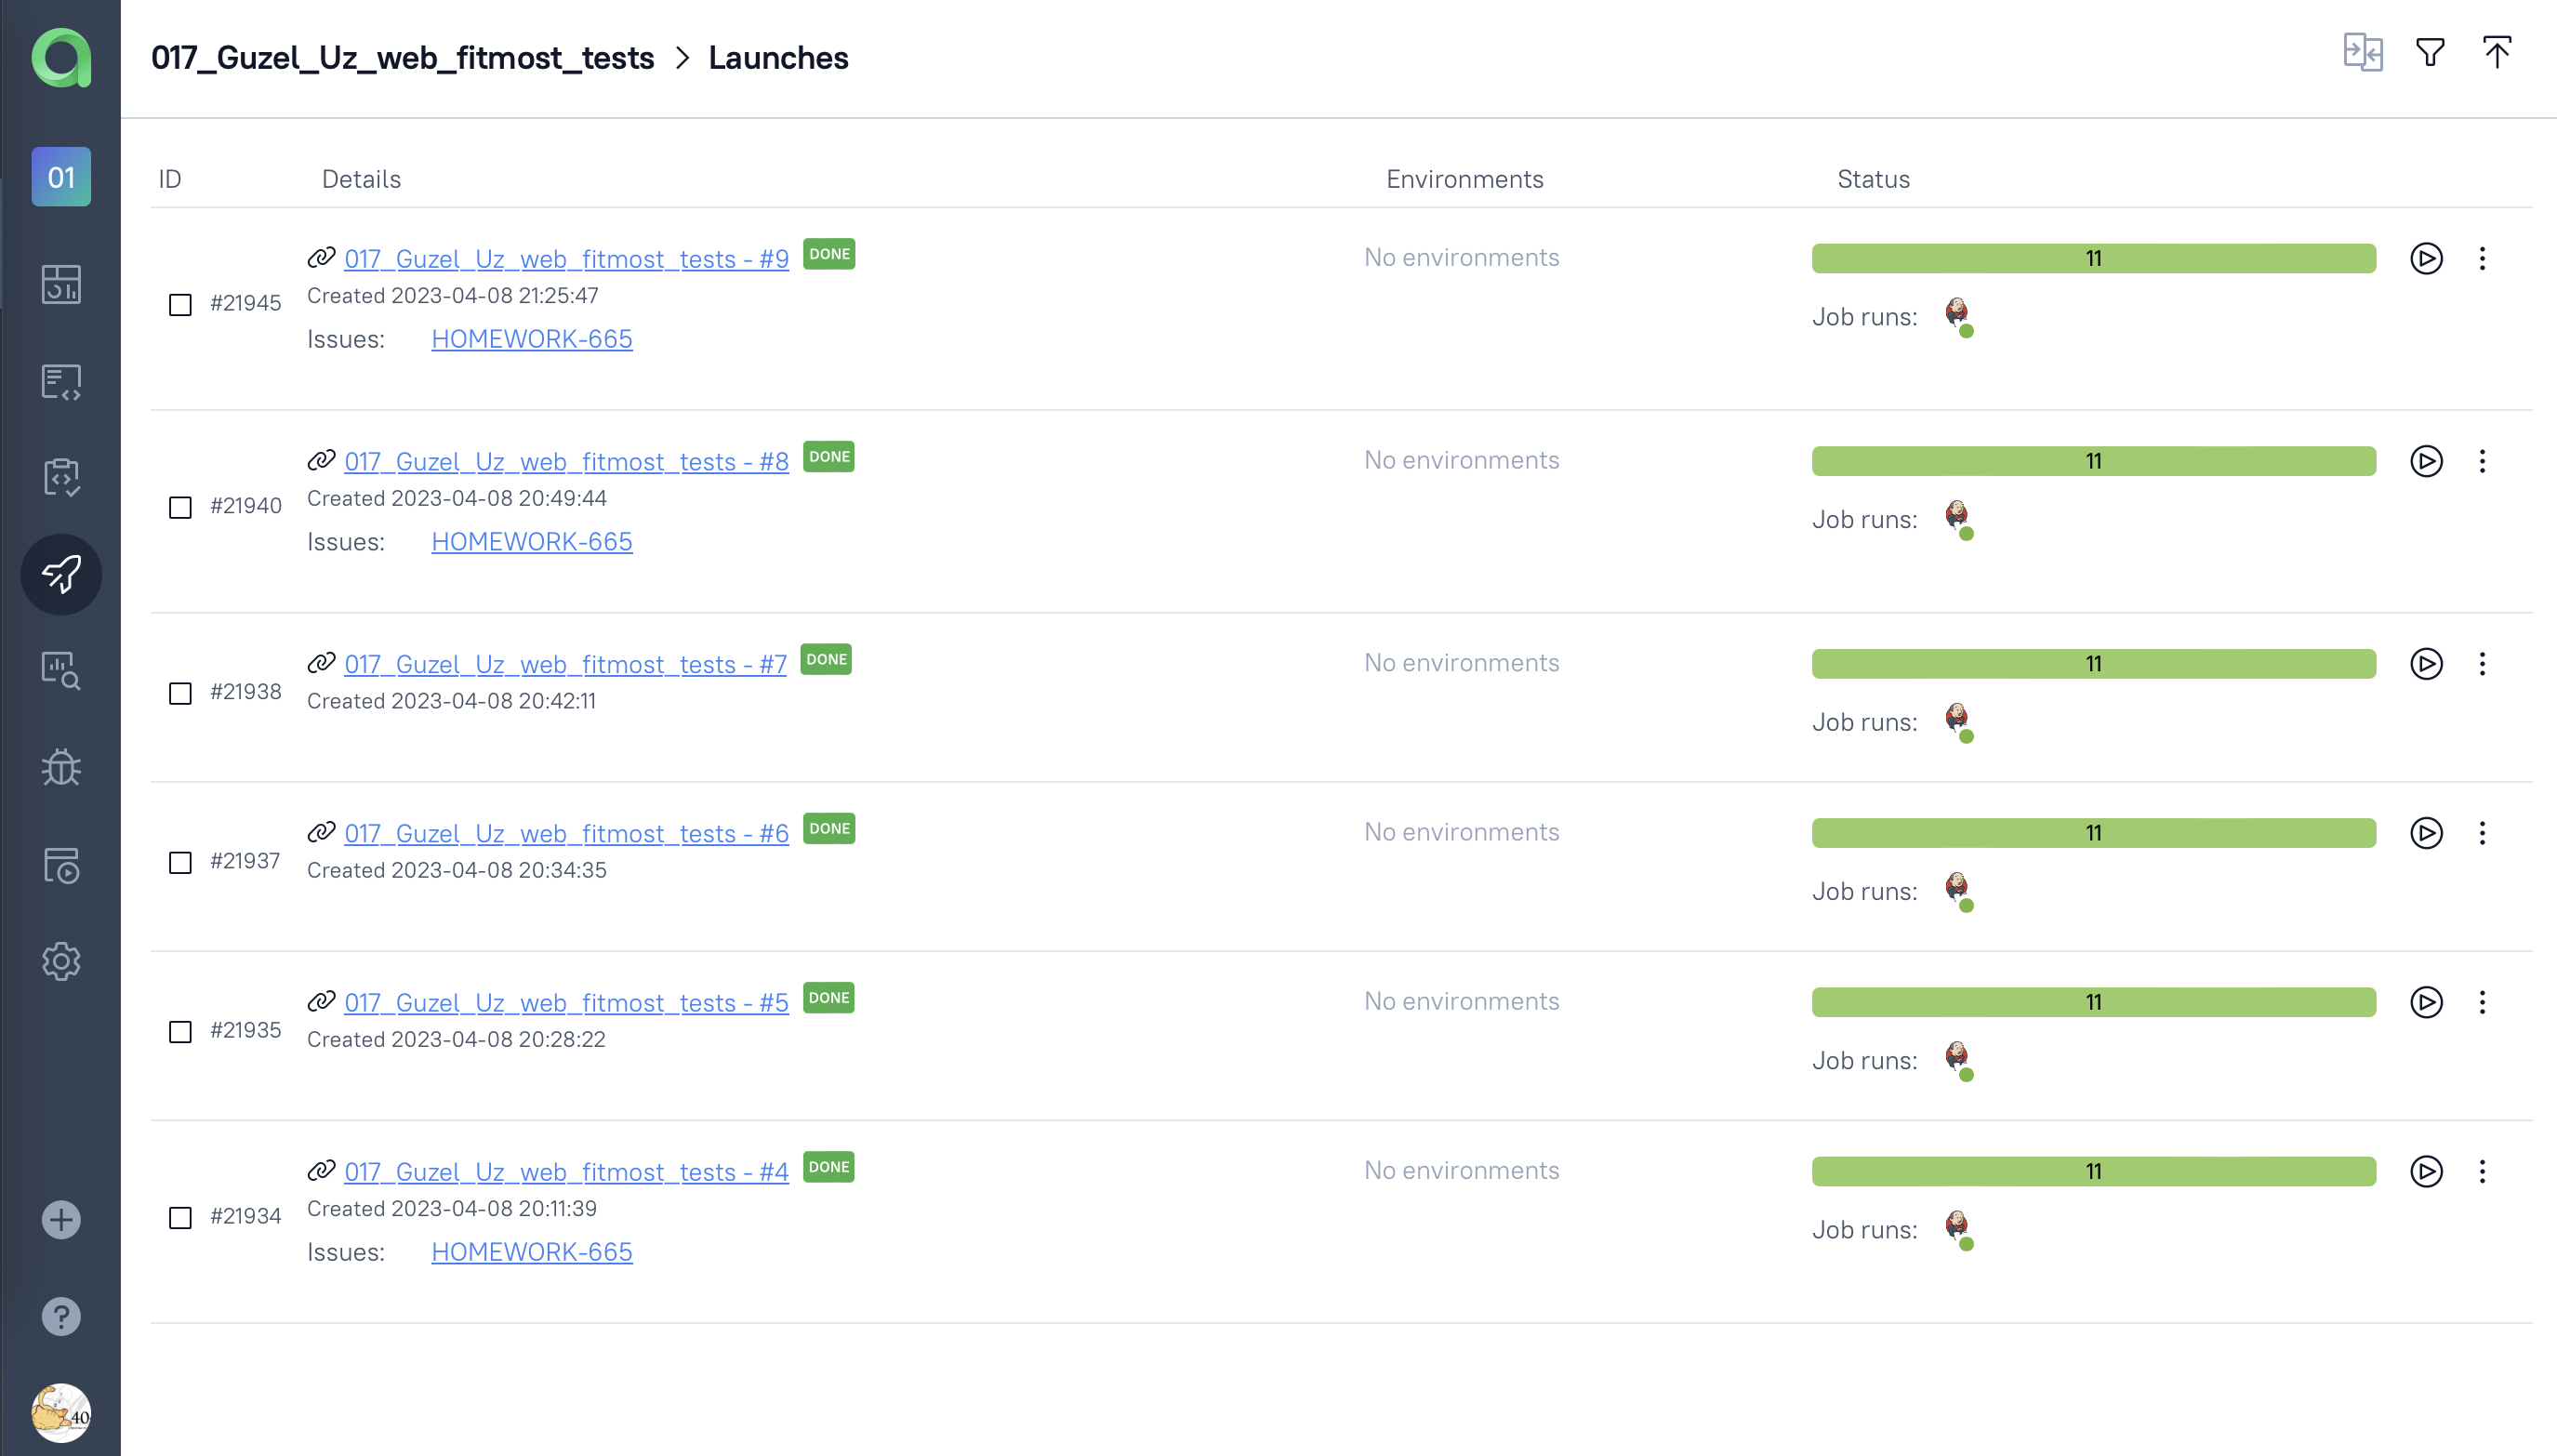 017_Guzel_Uz_web_fitmost_tests > Launches
01
ID Details Environments Status
017_Guzel_Uz_web_fitmost_tests - #9 DONE No environments 11
#21945 Created 2023-04-08 21:25:47 Job runs:
Issues: HOMEWORK-665
017_Guzel_Uz_web_fitmost_tests - #8 DONE No environments 11
#21940 Created 2023-04-08 20:49:44 Job runs:
Issues: HOMEWORK-665
017_Guzel_Uz_web_fitmost_tests - #7 DONE No environments 11
#21938 Created 2023-04-08 20:42:11 Job runs:
017_Guzel_Uz_web_fitmost_tests - #6 DONE No environments 11
#21937 Created 2023-04-08 20:34:35 Job runs:
017_Guzel_Uz_web_fitmost_tests - #5 DONE No environments 11
#21935 Created 2023-04-08 20:28:22 Job runs:
017_Guzel_Uz_web_fitmost_tests - #4 DONE No environments 11
#21934 Created 2023-04-08 20:11:39 Job runs:
Issues: HOMEWORK-665
?